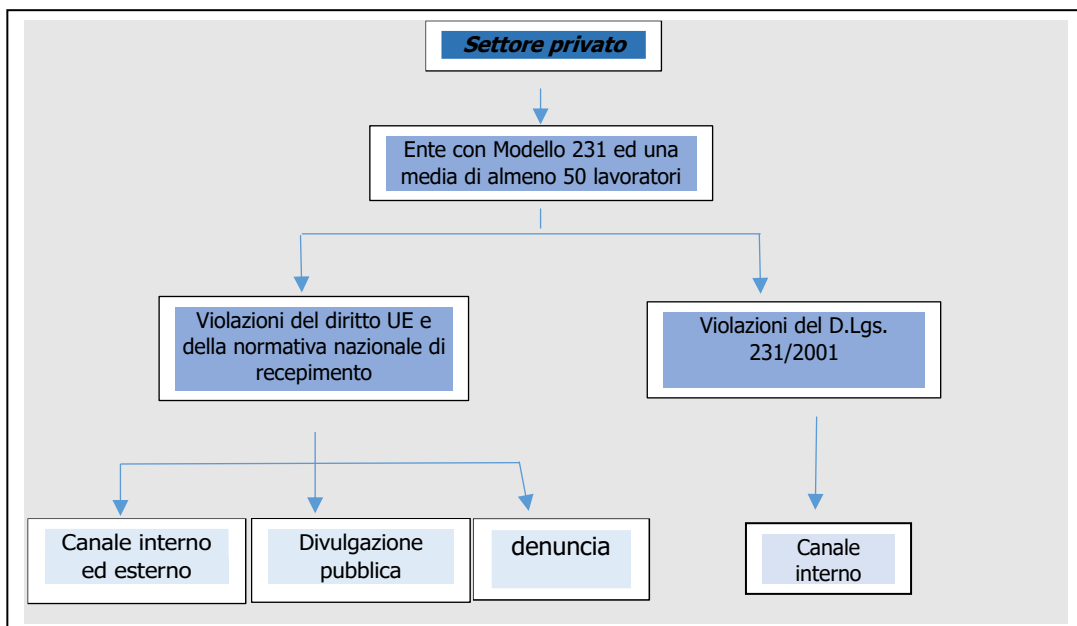 Settore privato
Ente con Modello 231 ed una
media di almeno 50 lavoratori
Violazioni del diritto UE e
della normativa nazionale di
recepimento
Violazioni del D.Lgs.
231/2001
Canale interno
ed esterno
Divulgazione
pubblica
denuncia
Canale
interno